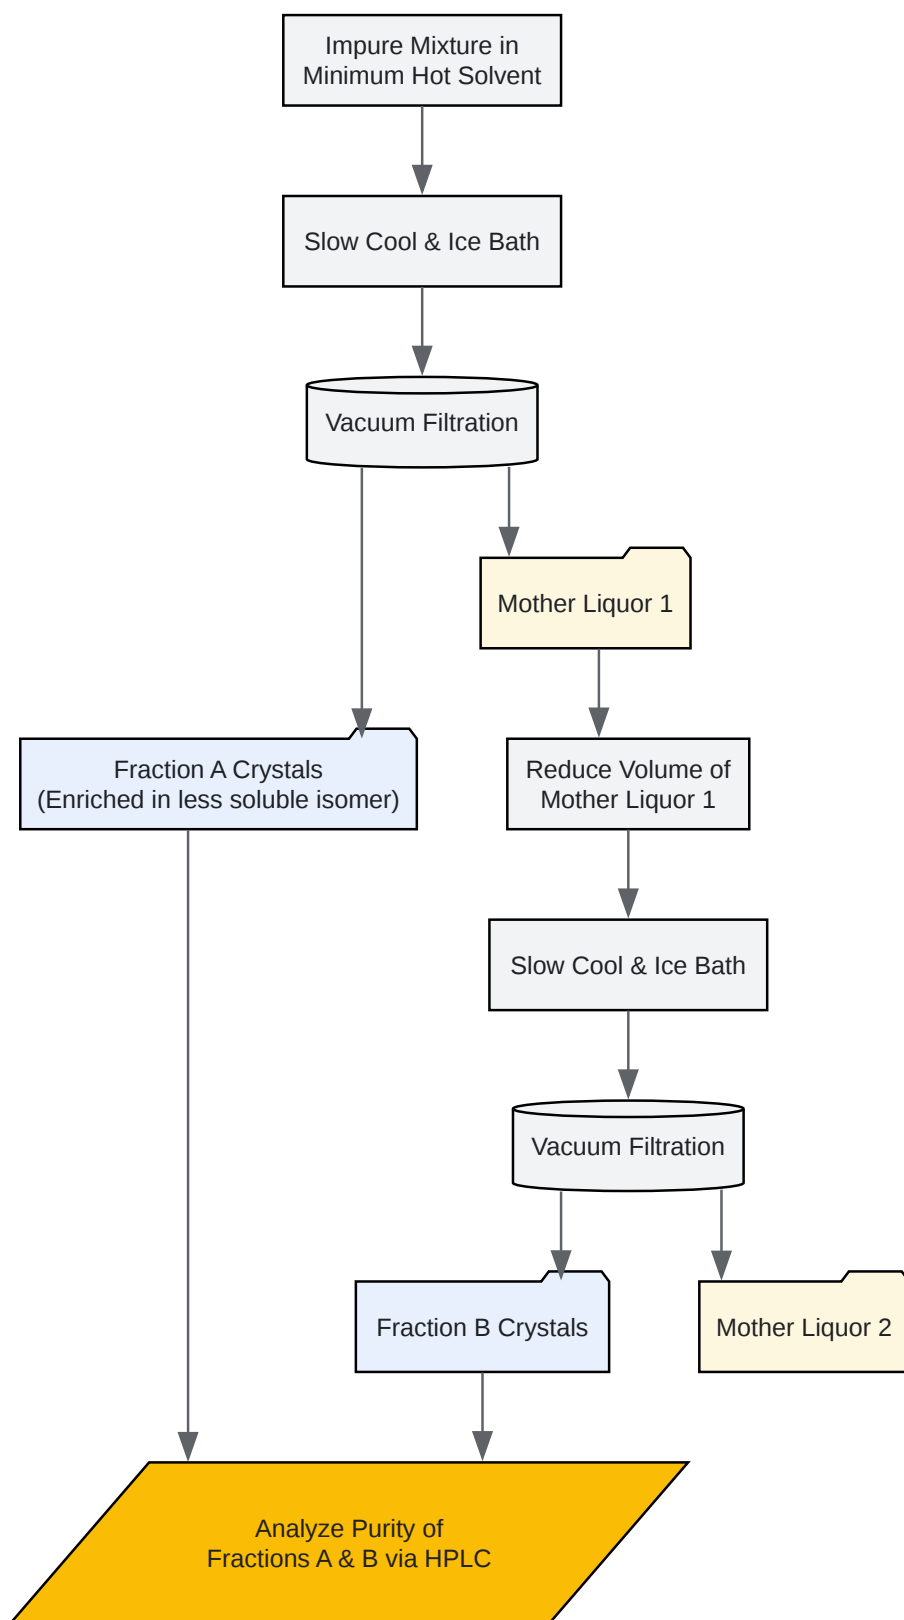 Impure Mixture in
Minimum Hot Solvent
Slow Cool & Ice Bath
Vacuum Filtration
Mother Liquor 1
Fraction A Crystals
(Enriched in less soluble isomer)
Reduce Volume of
Mother Liquor 1
Slow Cool & Ice Bath
Vacuum Filtration
Fraction B Crystals
Mother Liquor 2
Analyze Purity of
Fractions A & B via HPLC